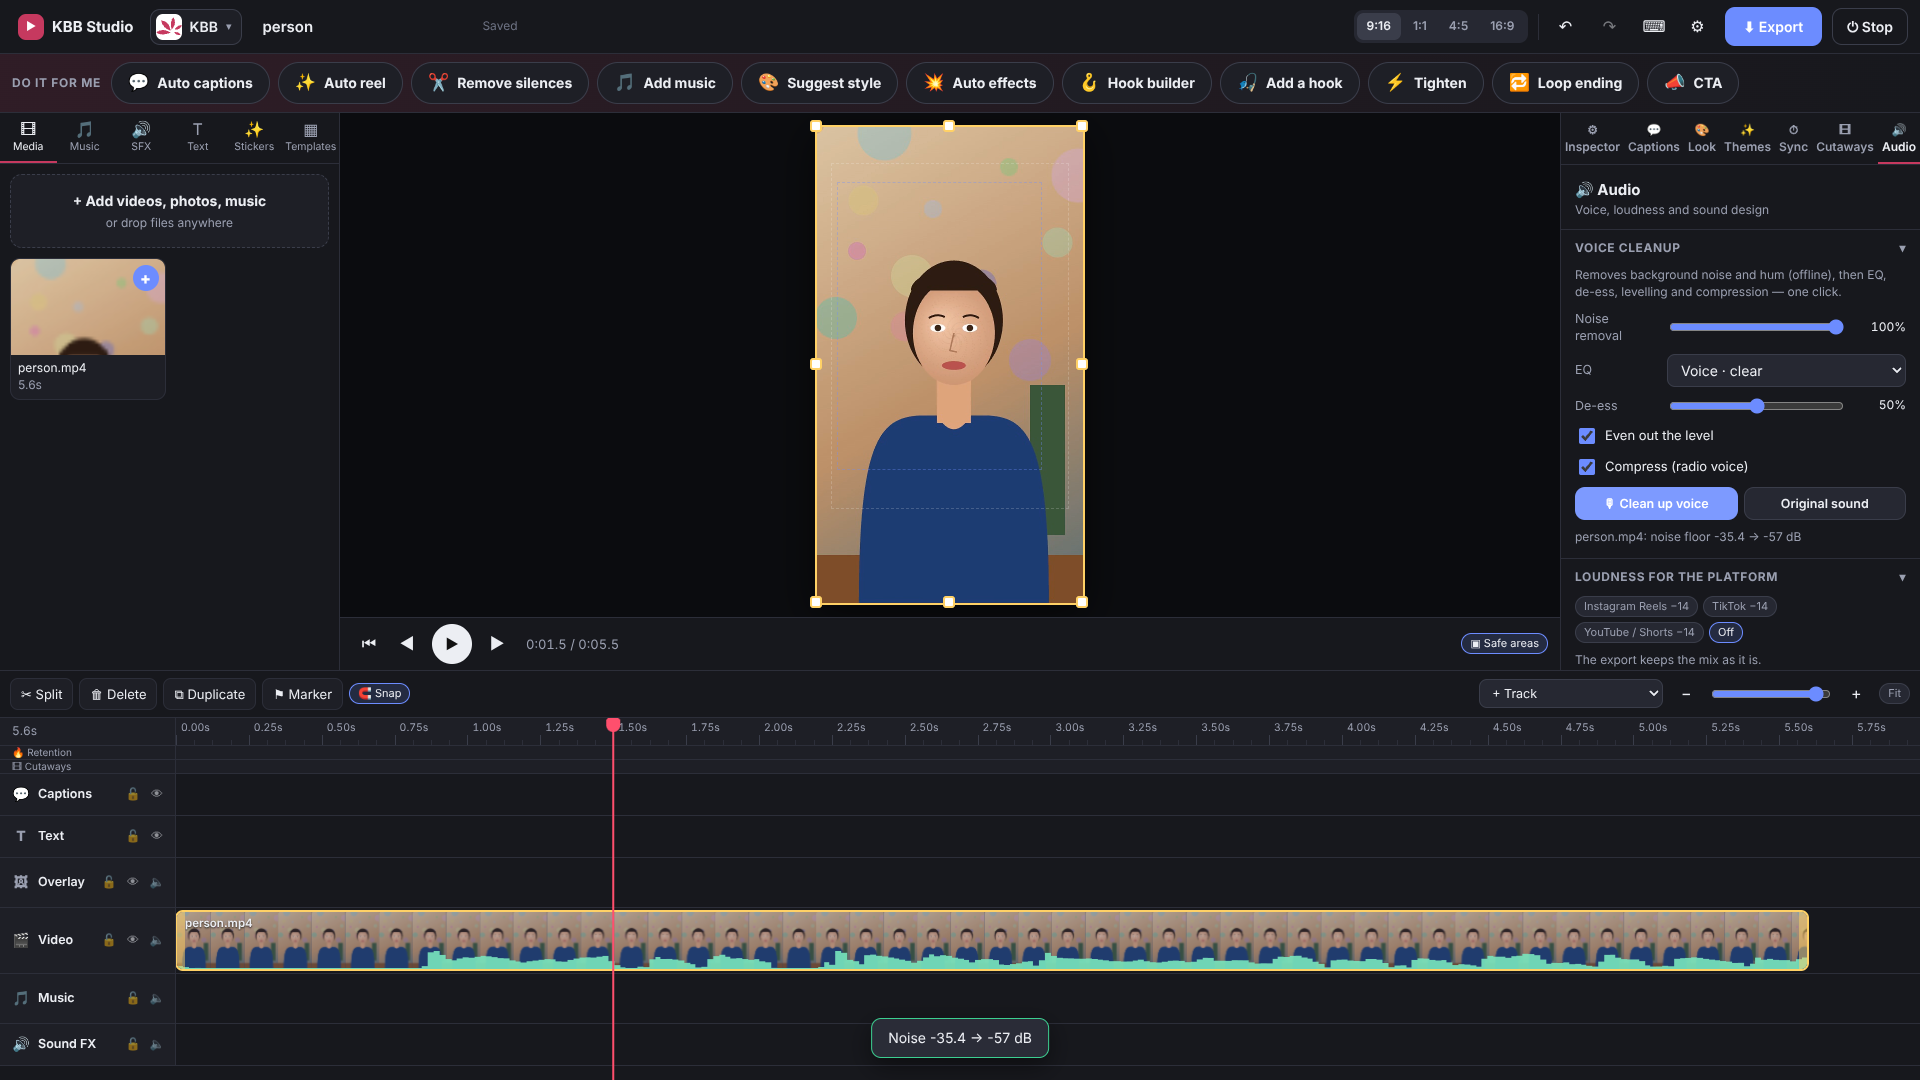 KBB Studio
KBB
person
Saved
9:16
1:1
4:5
16:9
Export
Stop
DO IT FOR ME
Auto captions
Auto reel
Remove silences
Add music
Suggest style
Auto effects
Hook builder
Add a hook
Tighten
Loop ending
CTA
Media
Music
SFX
Text
Stickers
Templates
+ Add videos, photos, music
or drop files anywhere
person.mp4
5.6s
0:01.5 / 0:05.5
Safe areas
Inspector
Captions
Look
Themes
Sync
Cutaways
Audio
Audio
Voice, loudness and sound design
VOICE CLEANUP
Removes background noise and hum (offline), then EQ,
de-ess, levelling and compression — one click.
Noise
removal
100%
EQ
Voice · clear
De-ess
50%
Even out the level
Compress (radio voice)
Clean up voice
Original sound
person.mp4: noise floor -35.4 → -57 dB
LOUDNESS FOR THE PLATFORM
Instagram Reels −14
TikTok −14
YouTube / Shorts −14
Off
The export keeps the mix as it is.
Split
Delete
Duplicate
Marker
Snap
+ Track
−
+
Fit
5.6s
0.00s
0.25s
0.50s
0.75s
1.00s
1.25s
1.50s
1.75s
2.00s
2.25s
2.50s
2.75s
3.00s
3.25s
3.50s
3.75s
4.00s
4.25s
4.50s
4.75s
5.00s
5.25s
5.50s
5.75s
Retention
Cutaways
Captions
T Text
Overlay
Video
person.mp4
Music
Sound FX
Noise -35.4 → -57 dB